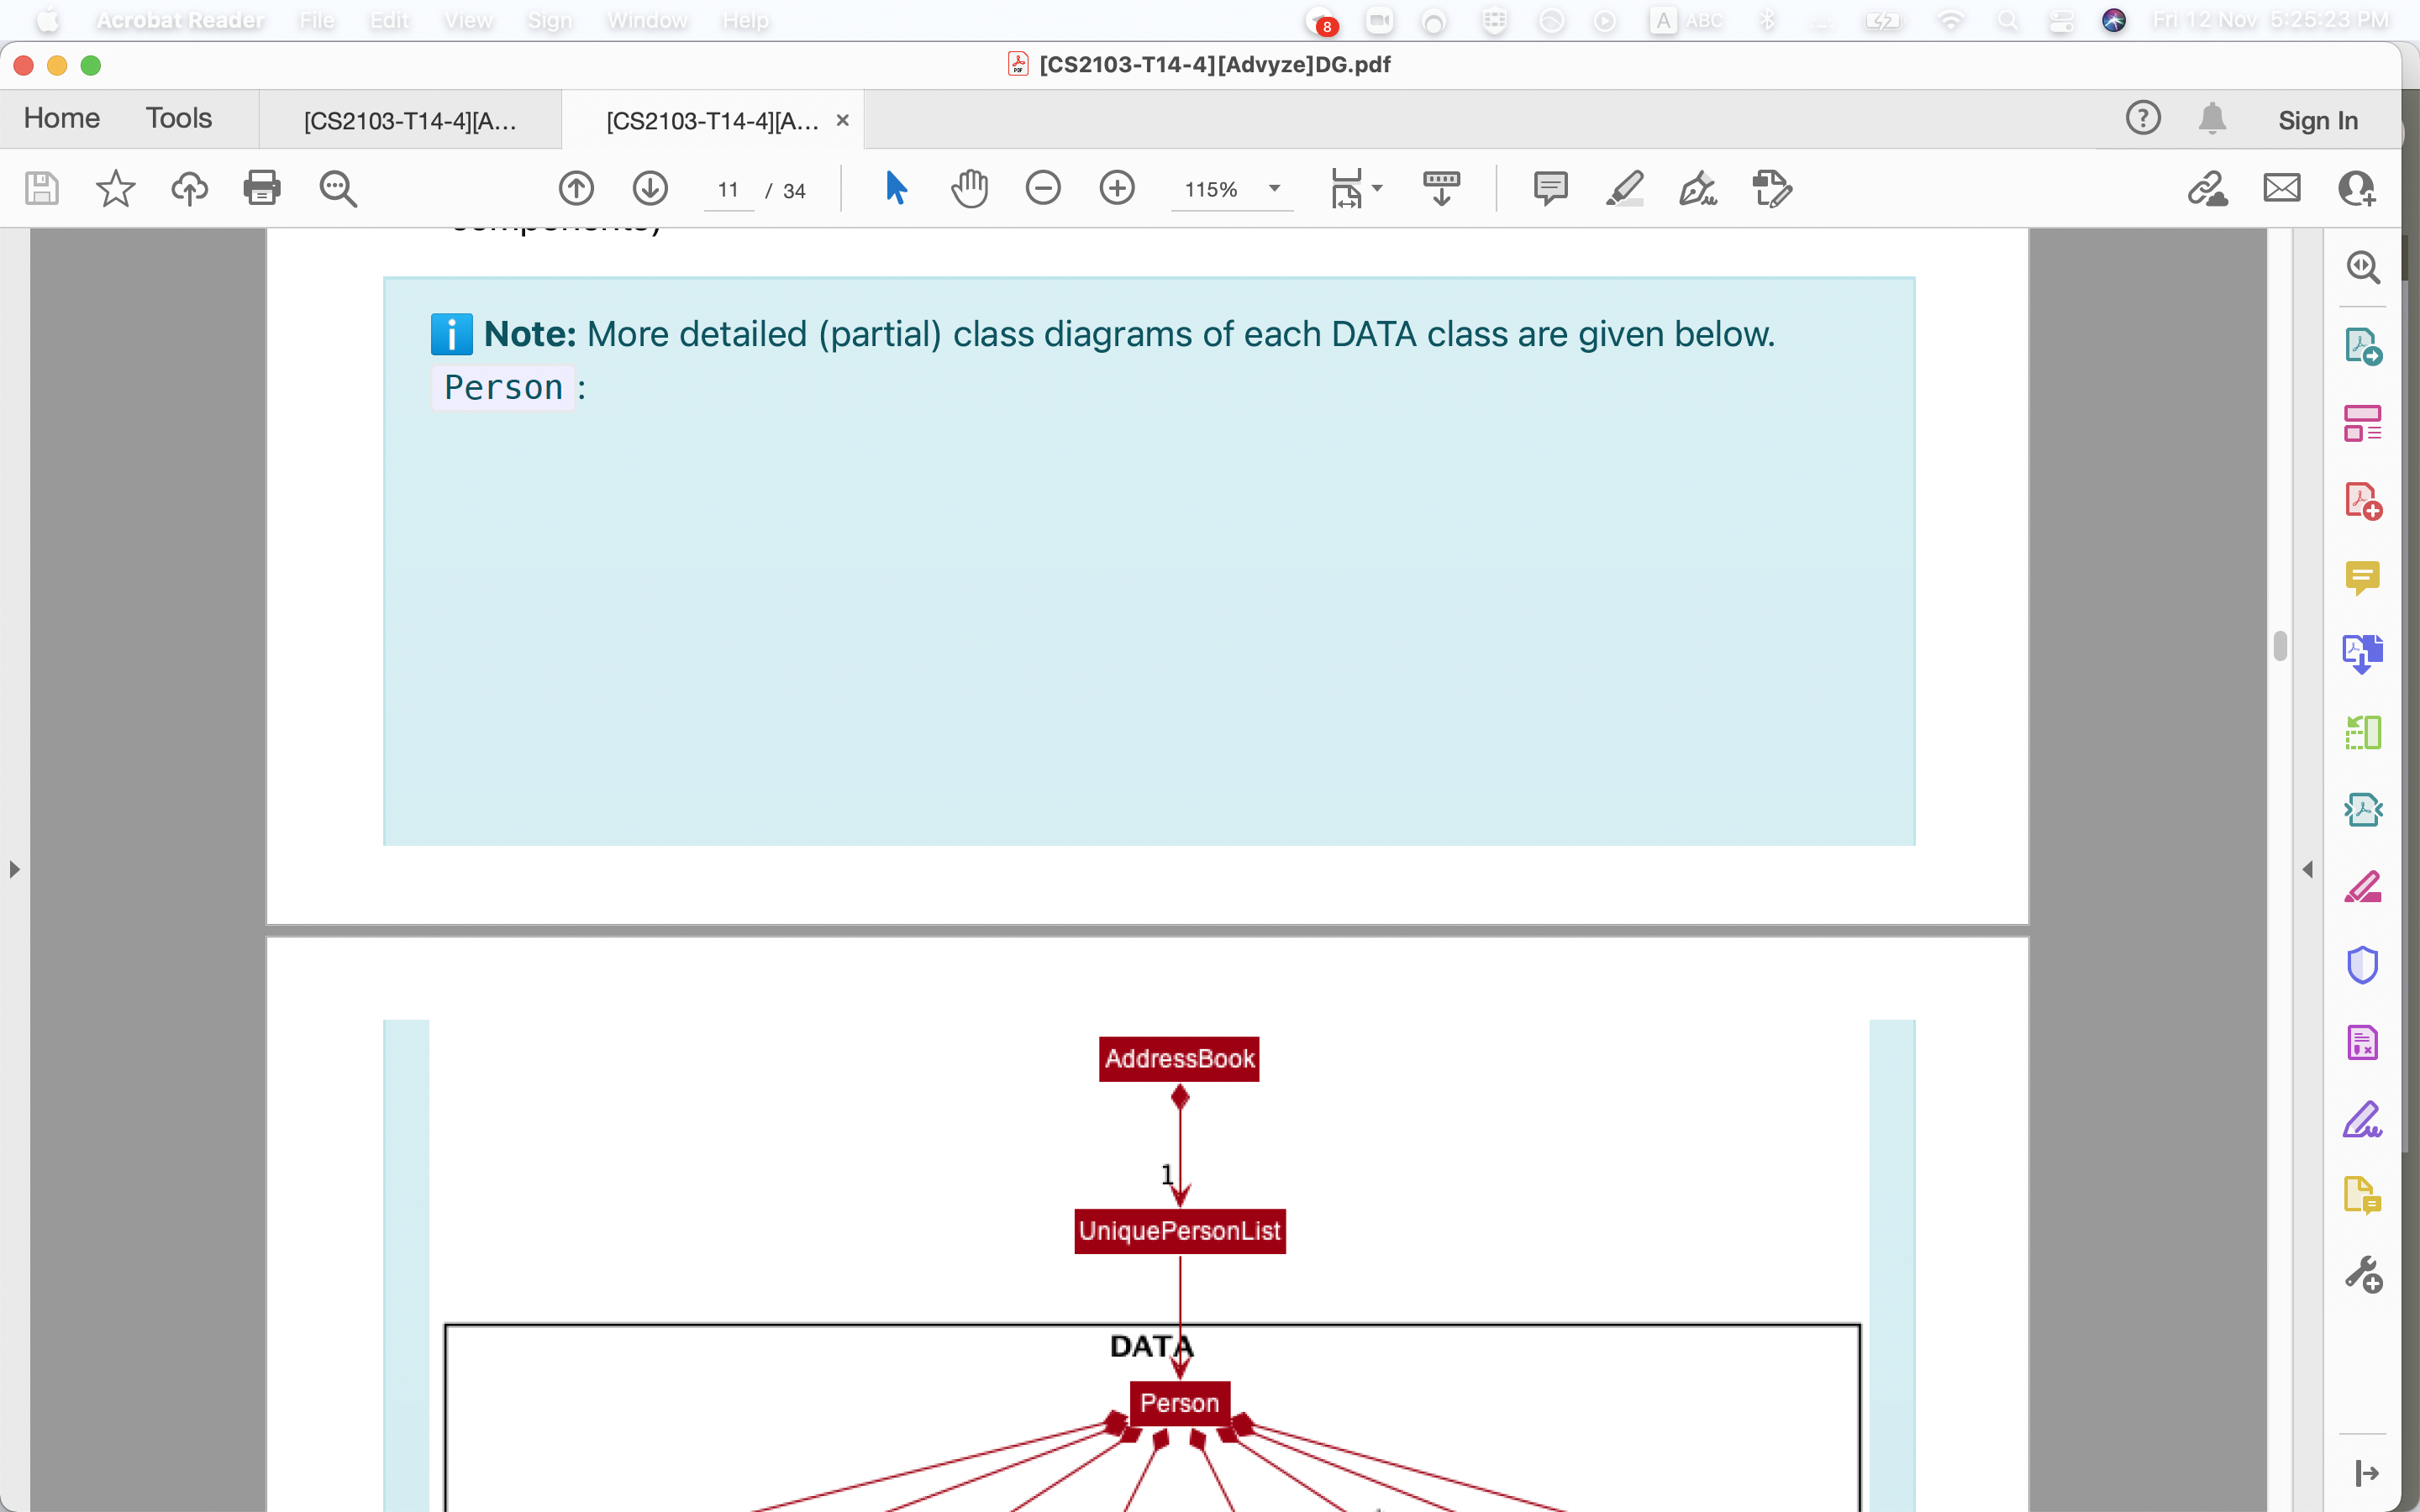 Acrobat Reader File Edit View Sign Window Help 8 A ABC Fri 12 Nov 5:25:23 PM
[CS2103-T14-4][Advyze]DG.pdf
Home Tools [CS2103-T14-4][A... [CS2103-T14-4][A... × ? Sign In
11 / 34 115%
components)
i Note: More detailed (partial) class diagrams of each DATA class are given below.
Person :
AddressBook
1
UniquePersonList
DATA
Person